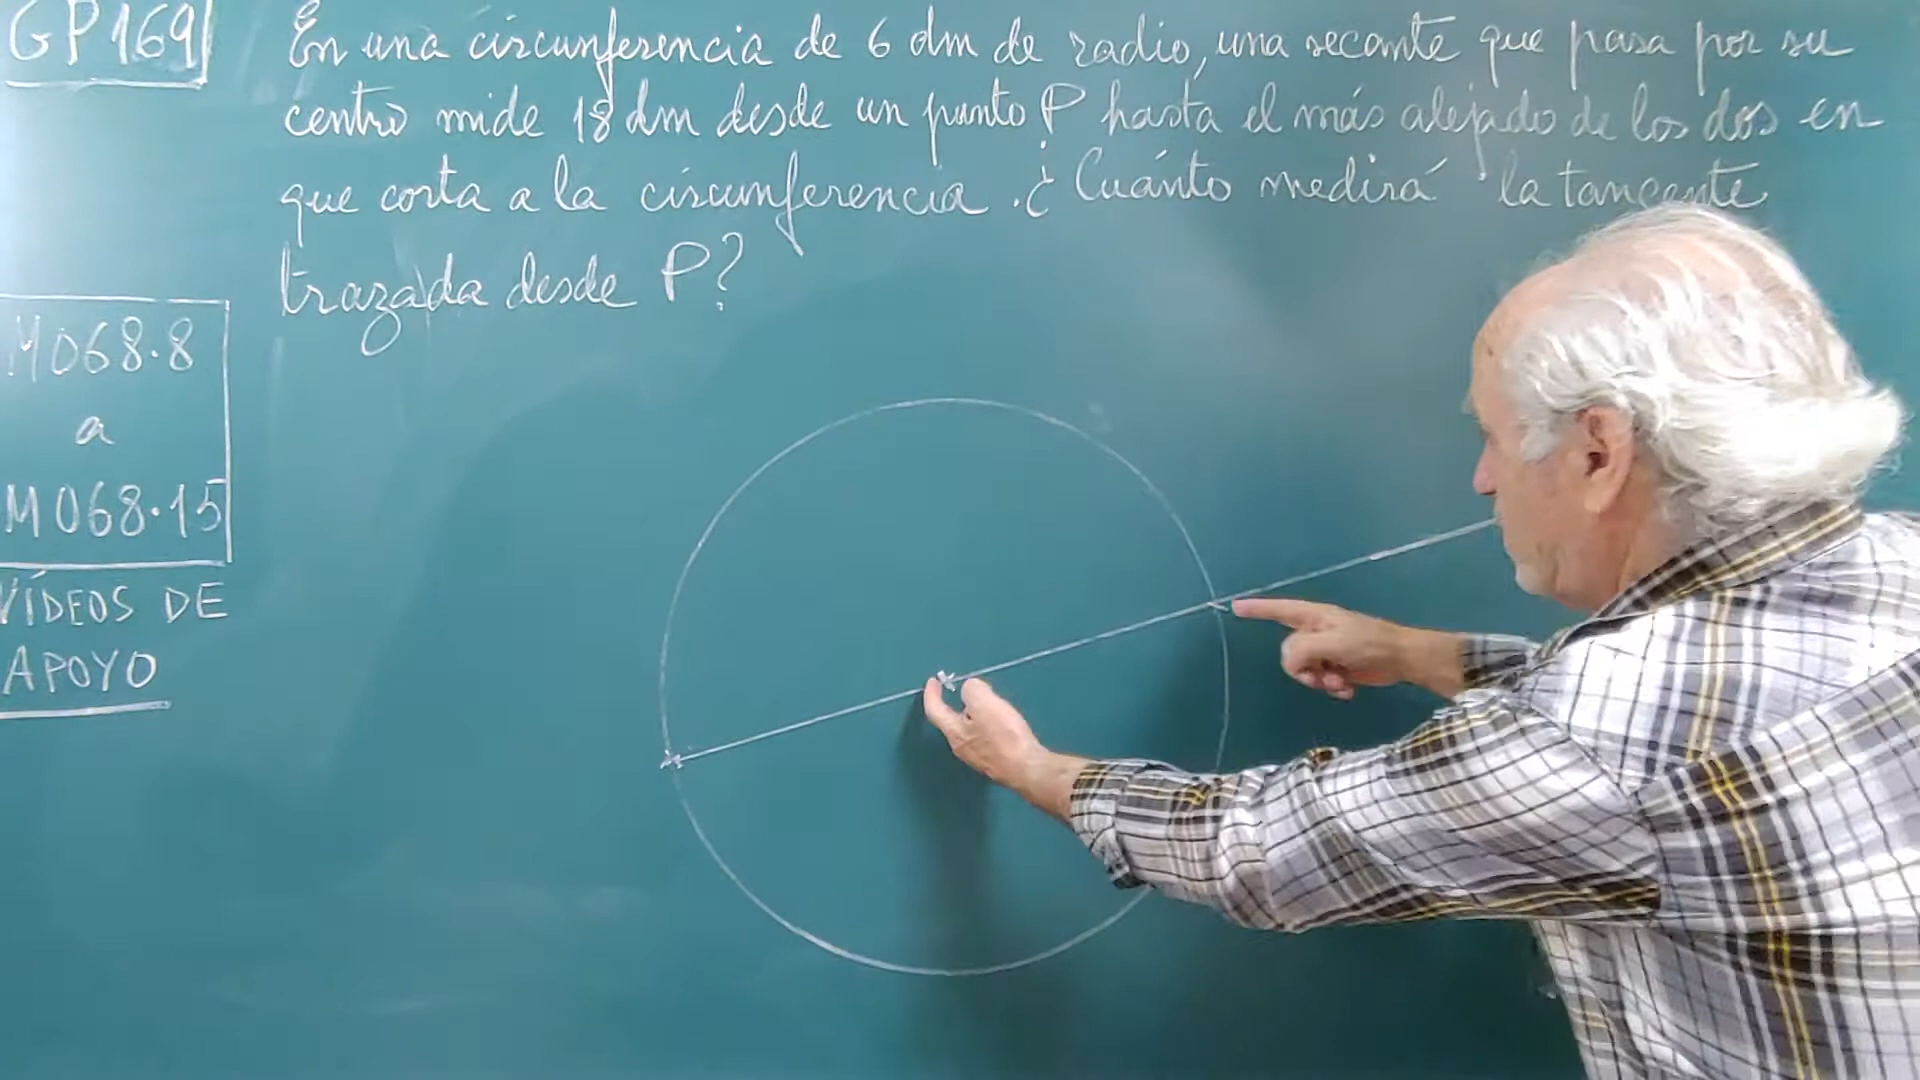 GP169
En una circunferencia de 6 dm de radio, una secante que pasa por su
centro mide 18 dm desde un punto P hasta el más alejado de los dos en
que corta a la circunferencia. ¿Cuánto medirá la tangente
trazada desde P?
M068.8
a
M068.15
VÍDEOS DE
APOYO